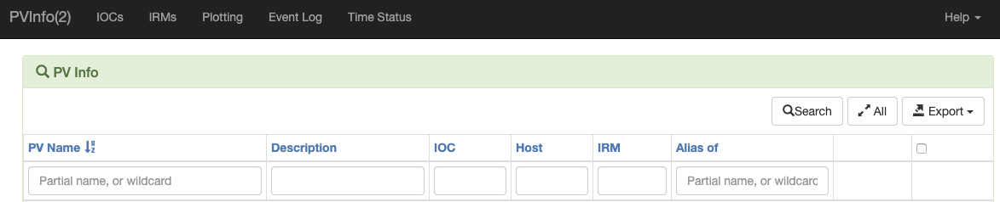 PVInfo(2) IOCs IRMs Plotting Event Log Time Status Help
PV Info
Search All Export
PV Name Description IOC Host IRM Alias of
Partial name, or wildcard Partial name, or wildcarc